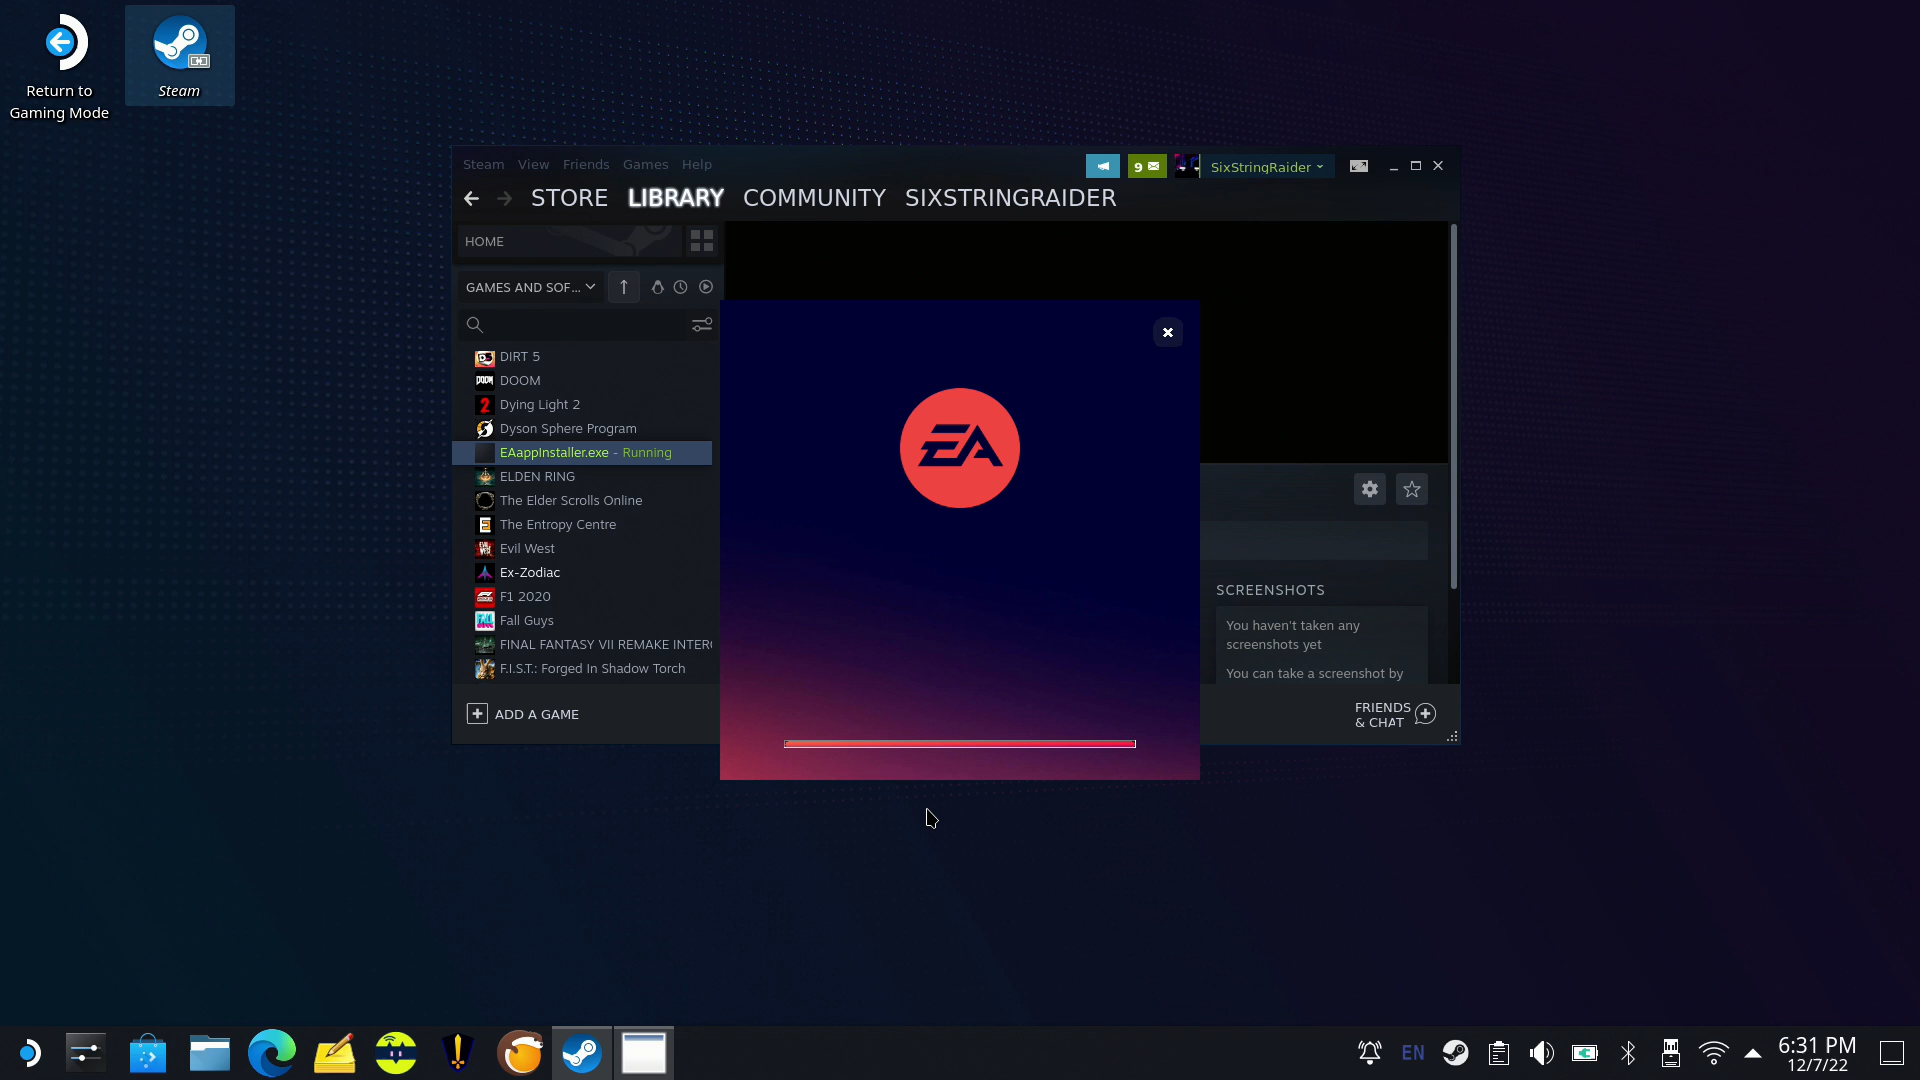 Return to
Gaming Mode
Steam
Steam View Friends Games Help
9
SixStringRaider
STORE LIBRARY COMMUNITY SIXSTRINGRAIDER
HOME
GAMES AND SOF...
DIRT 5
DOOM
Dying Light 2
Dyson Sphere Program
EAappInstaller.exe - Running
ELDEN RING
The Elder Scrolls Online
The Entropy Centre
Evil West
Ex-Zodiac
F1 2020
Fall Guys
FINAL FANTASY VII REMAKE INTER
F.I.S.T.: Forged In Shadow Torch
ADD A GAME
EA
SCREENSHOTS
You haven't taken any
screenshots yet
You can take a screenshot by
FRIENDS
& CHAT
EN
6:31 PM
12/7/22